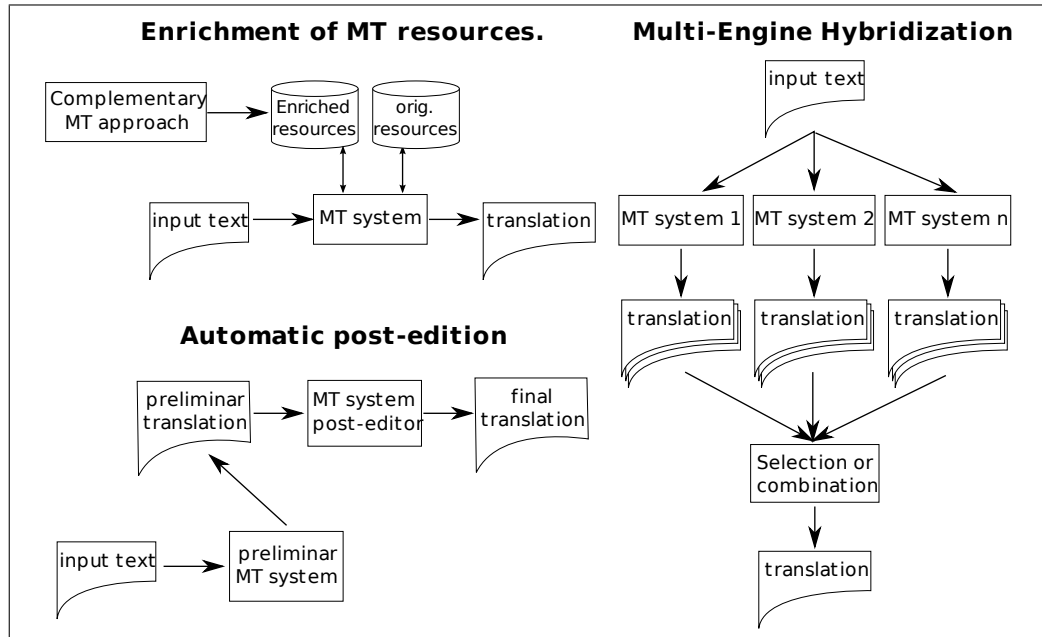 Enrichment of MT resources.
Complementary
MT approach
Enriched
resources
orig.
resources
input text
MT system
translation
Automatic post-edition
preliminar
translation
MT system
post-editor
final
translation
input text
preliminar
MT system
Multi-Engine Hybridization
input text
MT system 1
MT system 2
MT system n
translation
translation
translation
Selection or
combination
translation